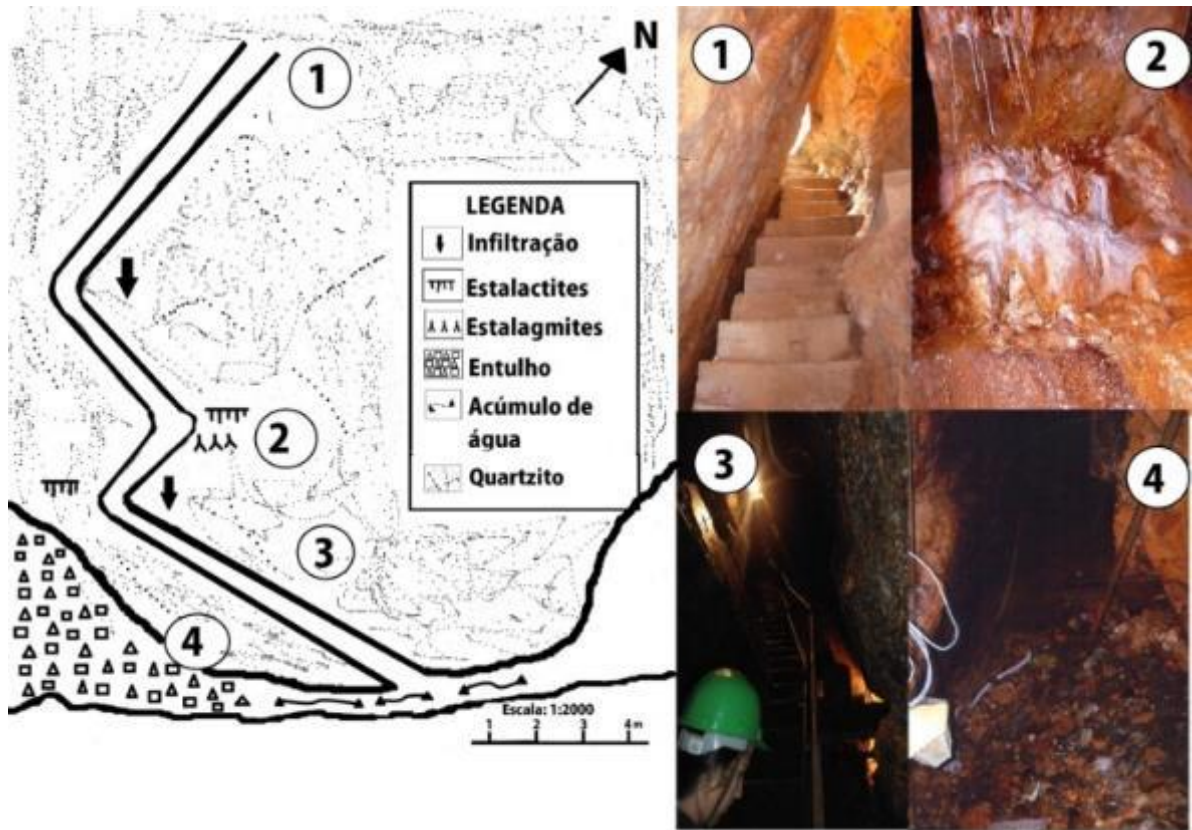 1
N
LEGENDA
Infiltração
Estalactites
Estalagmites
Entulho
Acúmulo de
água
Quartzito
2
3
4
Escala: 1:2000
1 2 3 4 m
1
2
3
4